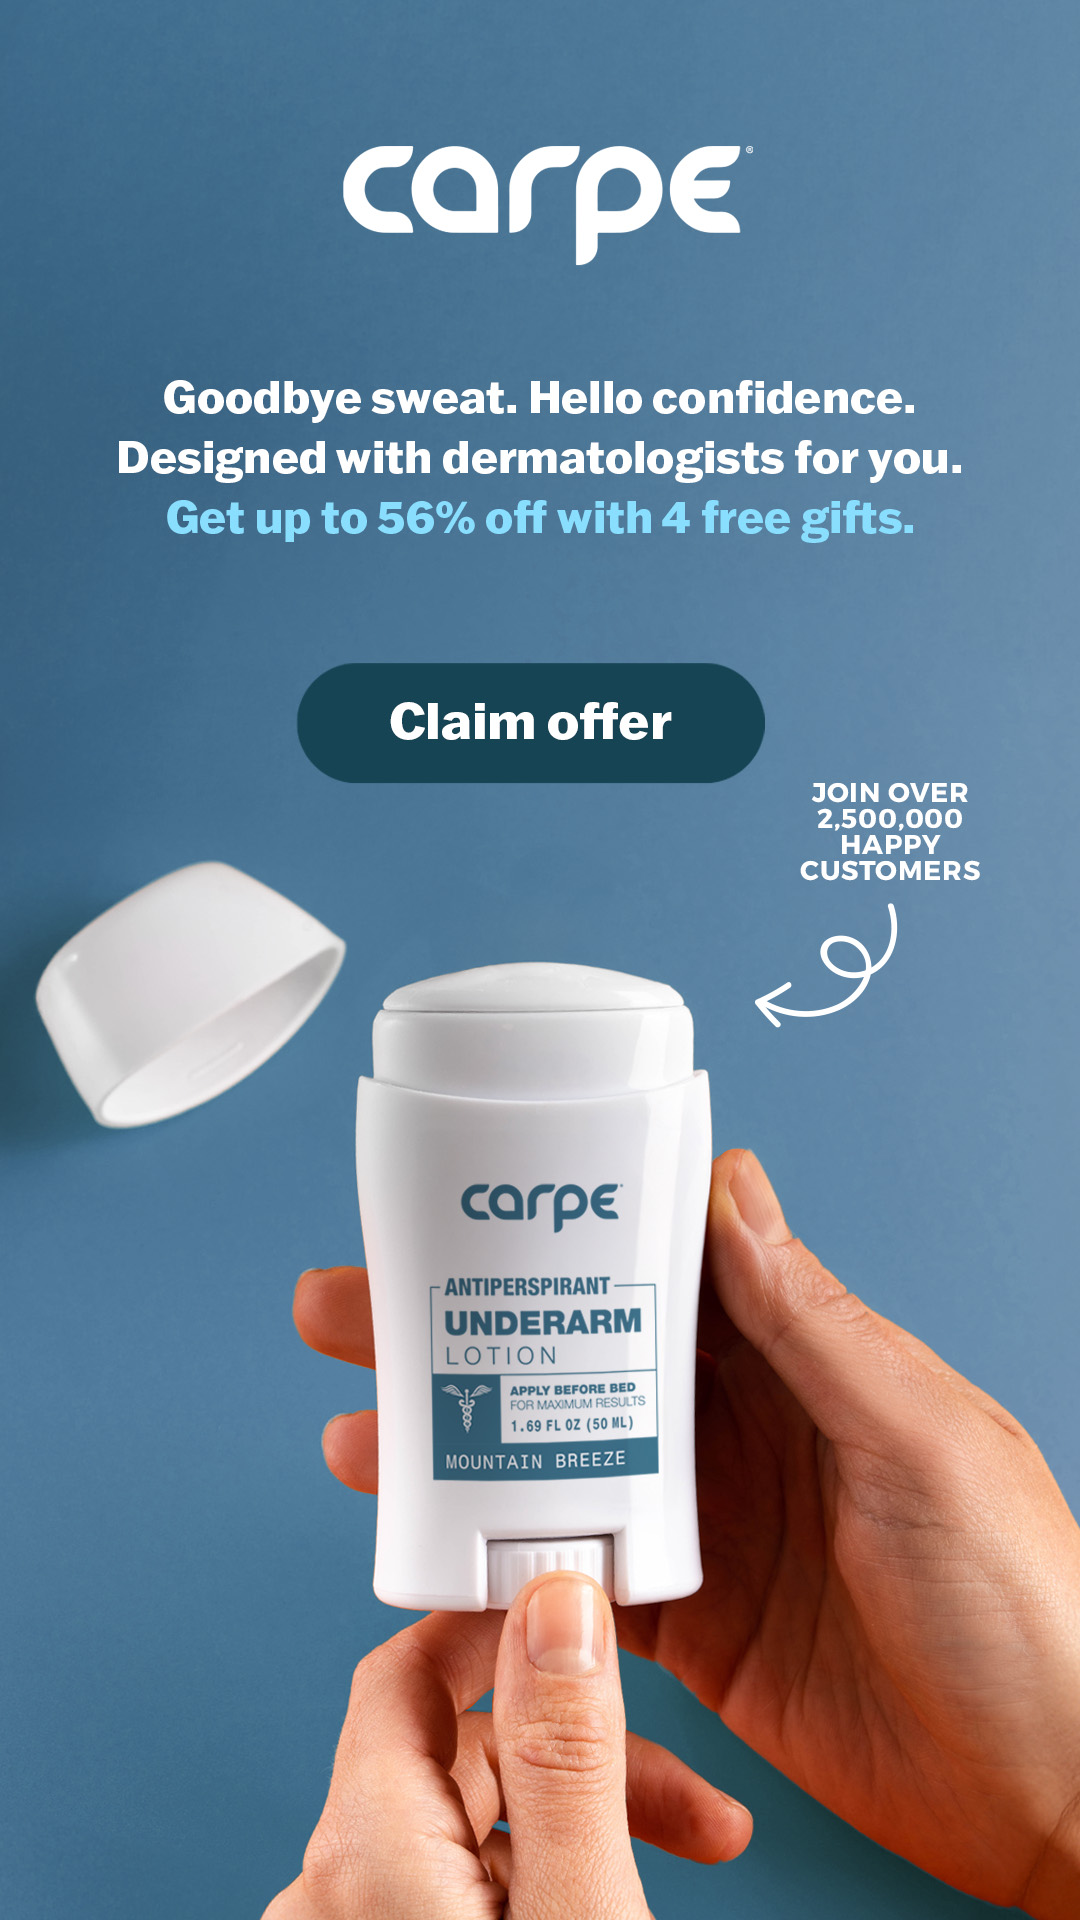 carpe®
Goodbye sweat. Hello confidence.
Designed with dermatologists for you.
Get up to 56% off with 4 free gifts.
Claim offer
JOIN OVER
2,500,000
HAPPY
CUSTOMERS
carpe
ANTIPERSPIRANT
UNDERARM
LOTION
APPLY BEFORE BED
FOR MAXIMUM RESULTS
1.69 FL OZ (50 ML)
MOUNTAIN BREEZE